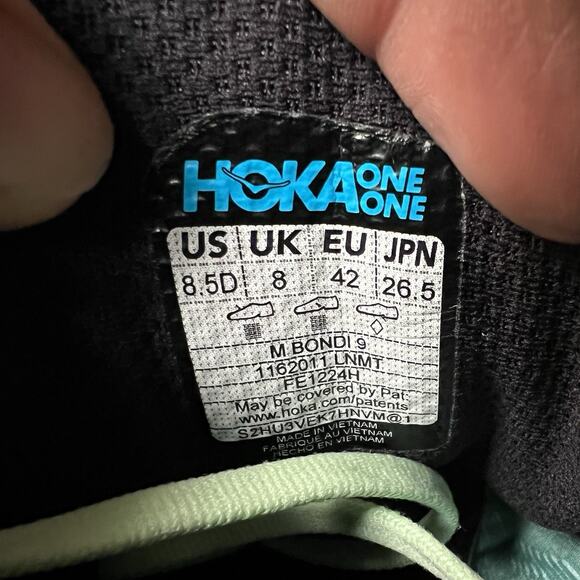 HOKA ONE ONE
US UK EU JPN
8.5D 8 42 26.5
M BONDI 9
1162011 LNMT
FE1224H
May be covered by Pat:
www.hoka.com/patents
S2HU3VEK7HNVM@1
MADE IN VIETNAM
FABRIQUE AU VIETNAM
HECHO EN VIETNAM